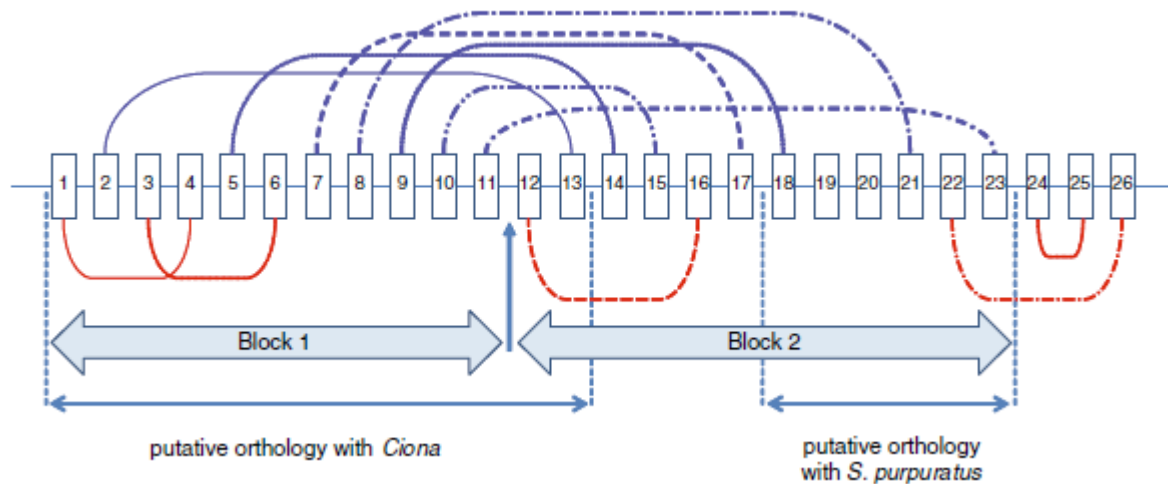 1 2 3 4 5 6 7 8 9 10 11 12 13 14 15 16 17 18 19 20 21 22 23 24 25 26
Block 1 Block 2
putative orthology with Ciona
putative orthology
with S. purpuratus